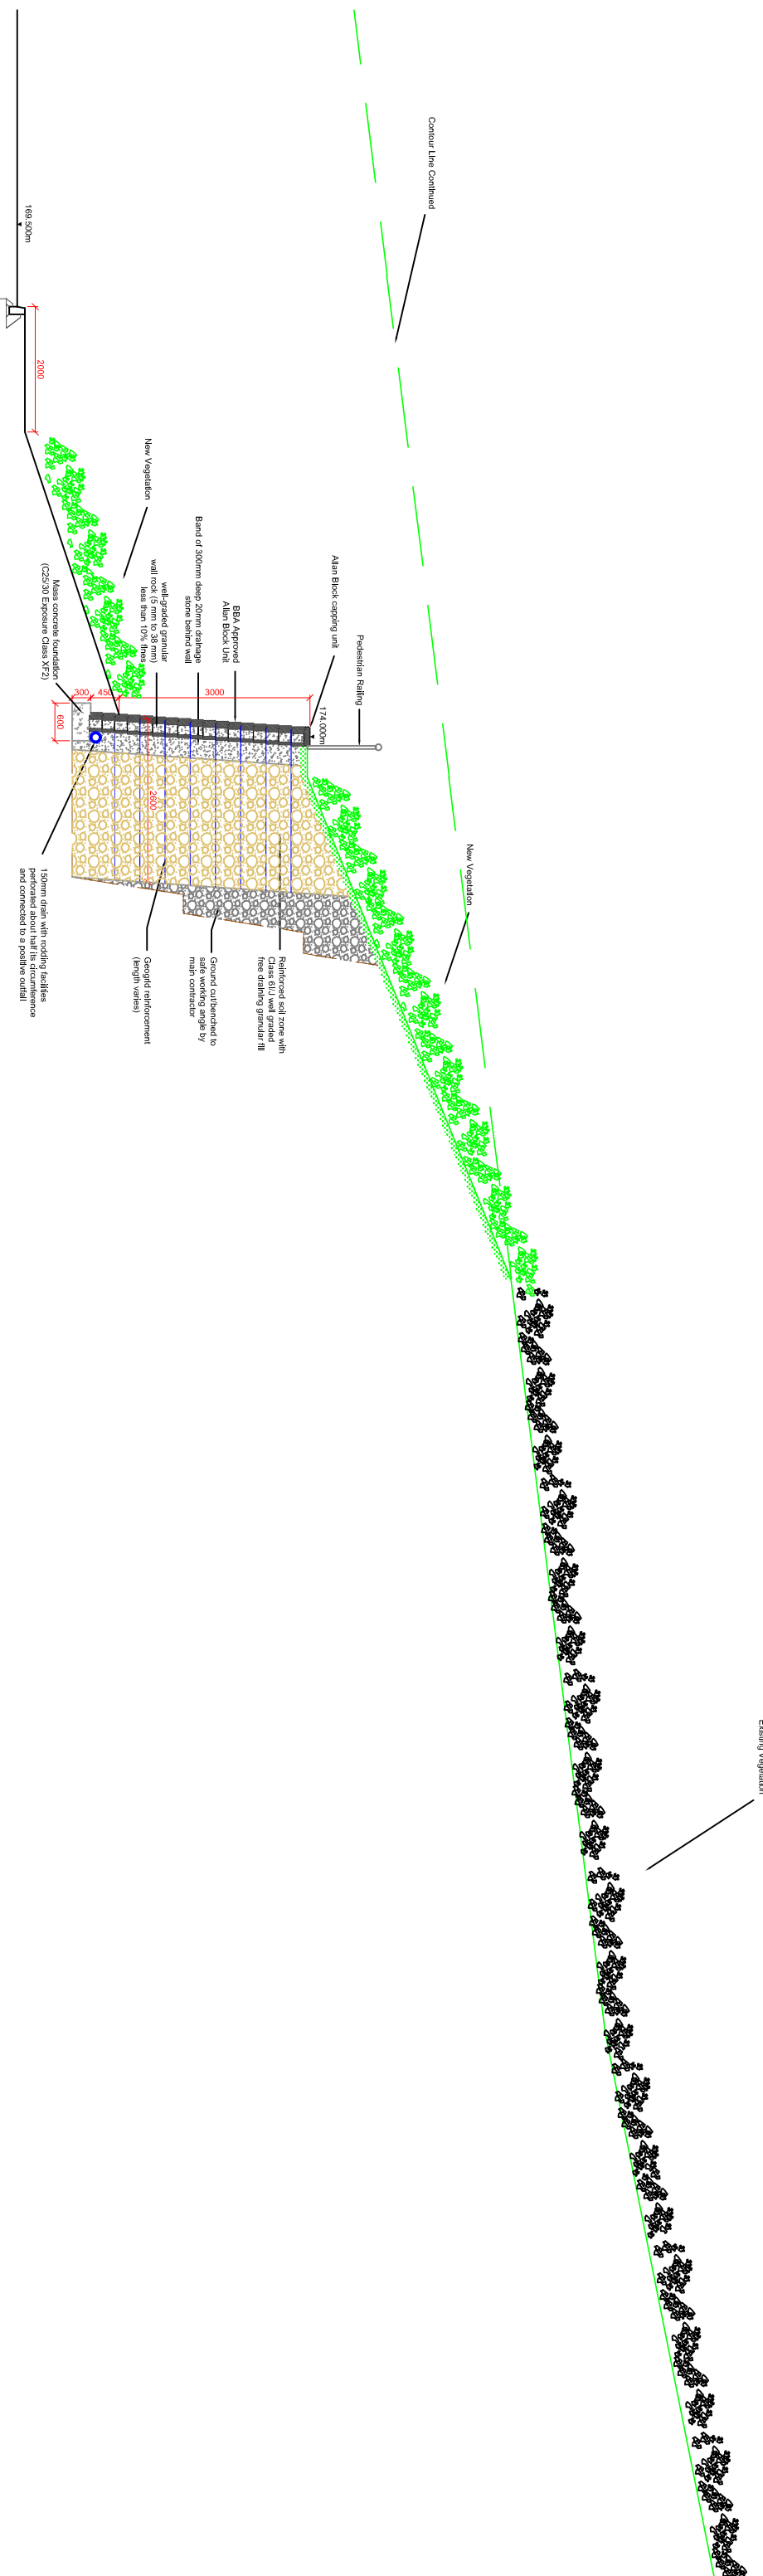 Contour Line Continued
169.500m
2000
New Vegetation
Mass concrete foundation
(C25/30 Exposure Class XF2)
Band of 300mm deep 20mm drainage
stone behind wall
well-graded granular
wall rock (5 mm to 38 mm)
less than 10% fines
BBA Approved
Allan Block Unit
Allan Block capping unit
Pedestrian Railing
174.000m
3000
450
300
600
2600
New Vegetation
Reinforced soil zone with
Class 6I/J well graded
free draining granular fill
Ground cut/benched to
safe working angle by
main contractor
Geogrid reinforcement
(length varies)
150mm drain with rodding facilities
perforated about half its circumference
and connected to a positive outfall
Existing Vegetation